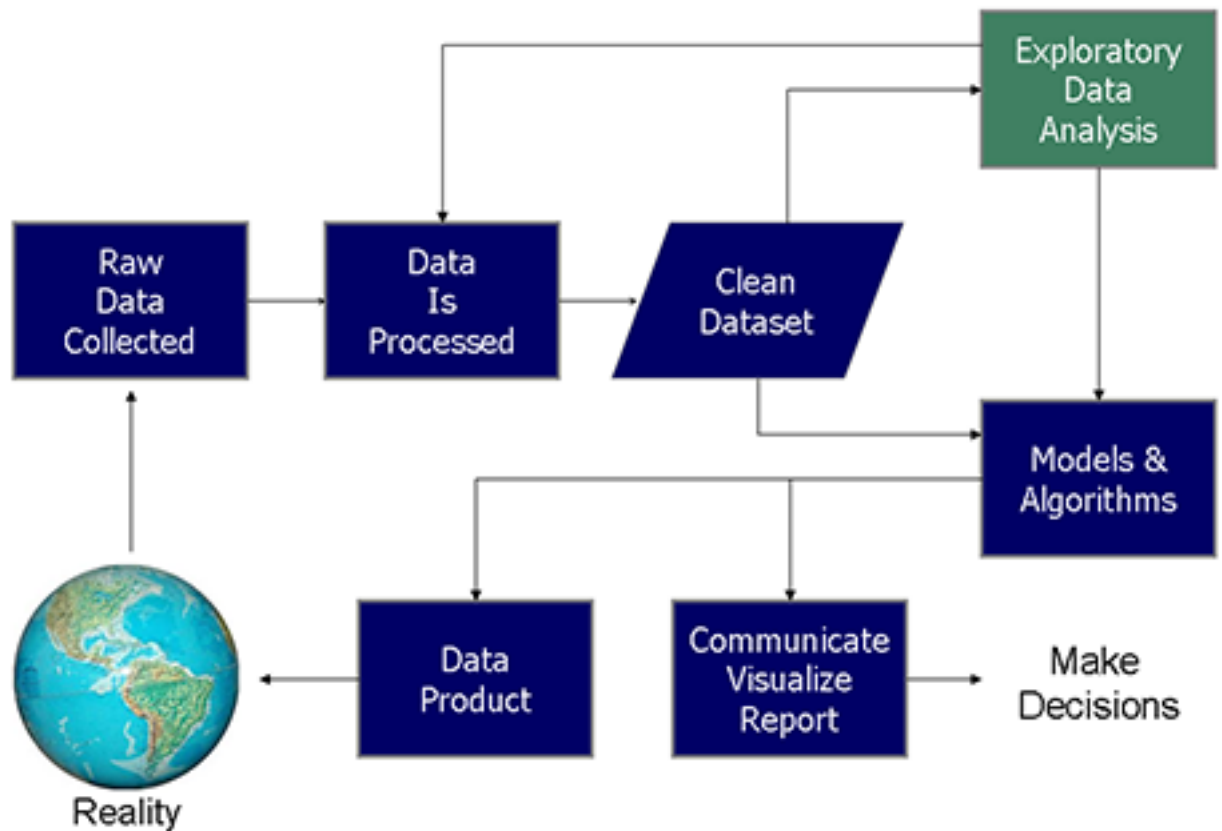 Exploratory
Data
Analysis
Raw
Data
Collected
Data
Is
Processed
Clean
Dataset
Models &
Algorithms
Data
Product
Communicate
Visualize
Report
Make
Decisions
Reality